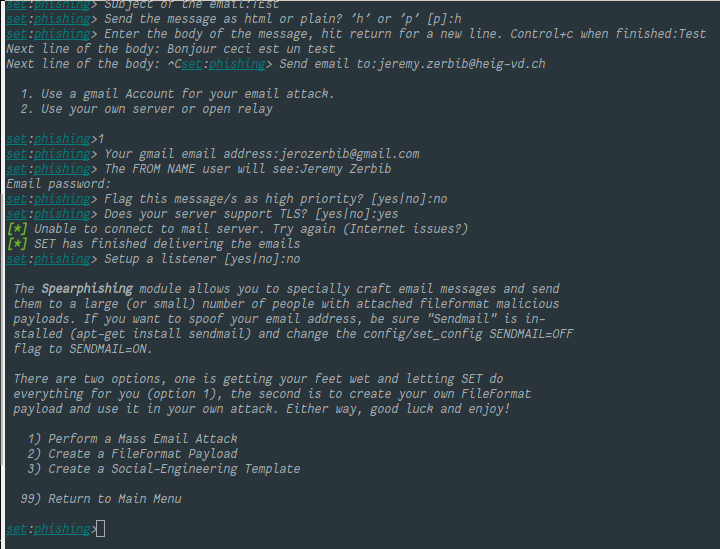 set:phishing> Subject of the email:TEst
set:phishing> Send the message as html or plain? 'h' or 'p' [p]:h
set:phishing> Enter the body of the message, hit return for a new line. Control+c when finished:Test
Next line of the body: Bonjour ceci est un test
Next line of the body: ^Cset:phishing> Send email to:jeremy.zerbib@heig-vd.ch
1. Use a gmail Account for your email attack.
2. Use your own server or open relay
set:phishing>1
set:phishing> Your gmail email address:jerozerbib@gmail.com
set:phishing> The FROM NAME user will see:Jeremy Zerbib
Email password:
set:phishing> Flag this message/s as high priority? [yes|no]:no
set:phishing> Does your server support TLS? [yes|no]:yes
[*] Unable to connect to mail server. Try again (Internet issues?)
[*] SET has finished delivering the emails
set:phishing> Setup a listener [yes|no]:no
The Spearphishing module allows you to specially craft email messages and send
them to a large (or small) number of people with attached fileformat malicious
payloads. If you want to spoof your email address, be sure "Sendmail" is in-
stalled (apt-get install sendmail) and change the config/set_config SENDMAIL=OFF
flag to SENDMAIL=ON.
There are two options, one is getting your feet wet and letting SET do
everything for you (option 1), the second is to create your own FileFormat
payload and use it in your own attack. Either way, good luck and enjoy!
1) Perform a Mass Email Attack
2) Create a FileFormat Payload
3) Create a Social-Engineering Template
99) Return to Main Menu
set:phishing>